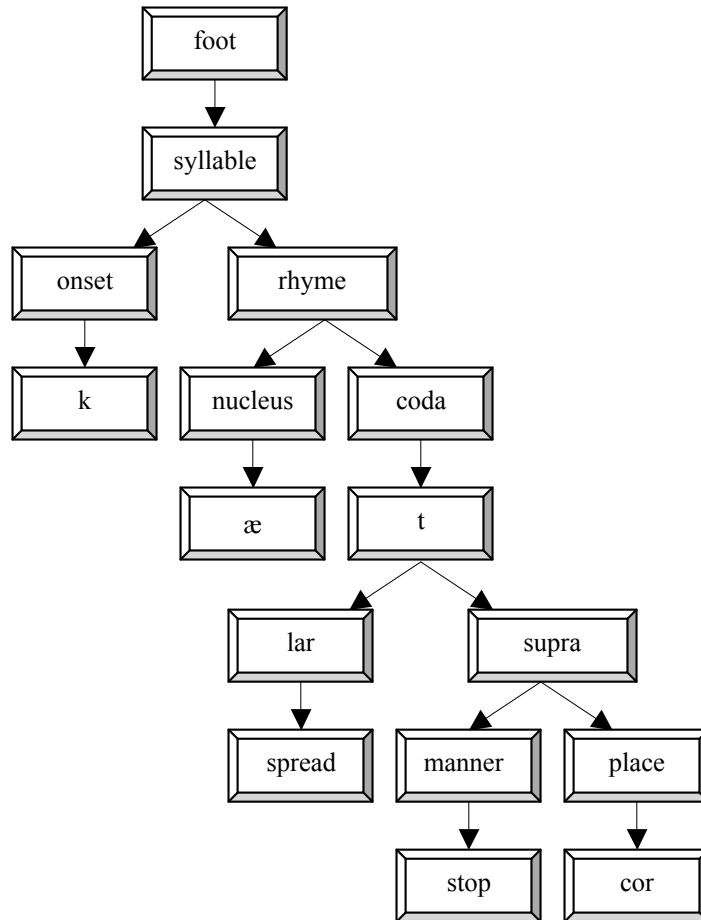 foot
syllable
onset rhyme
k nucleus coda
æ t
lar supra
spread manner place
stop cor